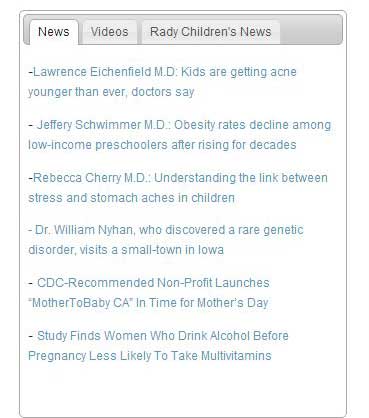 News Videos Rady Children's News
-Lawrence Eichenfield M.D: Kids are getting acne
younger than ever, doctors say
- Jeffery Schwimmer M.D.: Obesity rates decline among
low-income preschoolers after rising for decades
-Rebecca Cherry M.D.: Understanding the link between
stress and stomach aches in children
- Dr. William Nyhan, who discovered a rare genetic
disorder, visits a small-town in Iowa
- CDC-Recommended Non-Profit Launches
“MotherToBaby CA” In Time for Mother’s Day
- Study Finds Women Who Drink Alcohol Before
Pregnancy Less Likely To Take Multivitamins